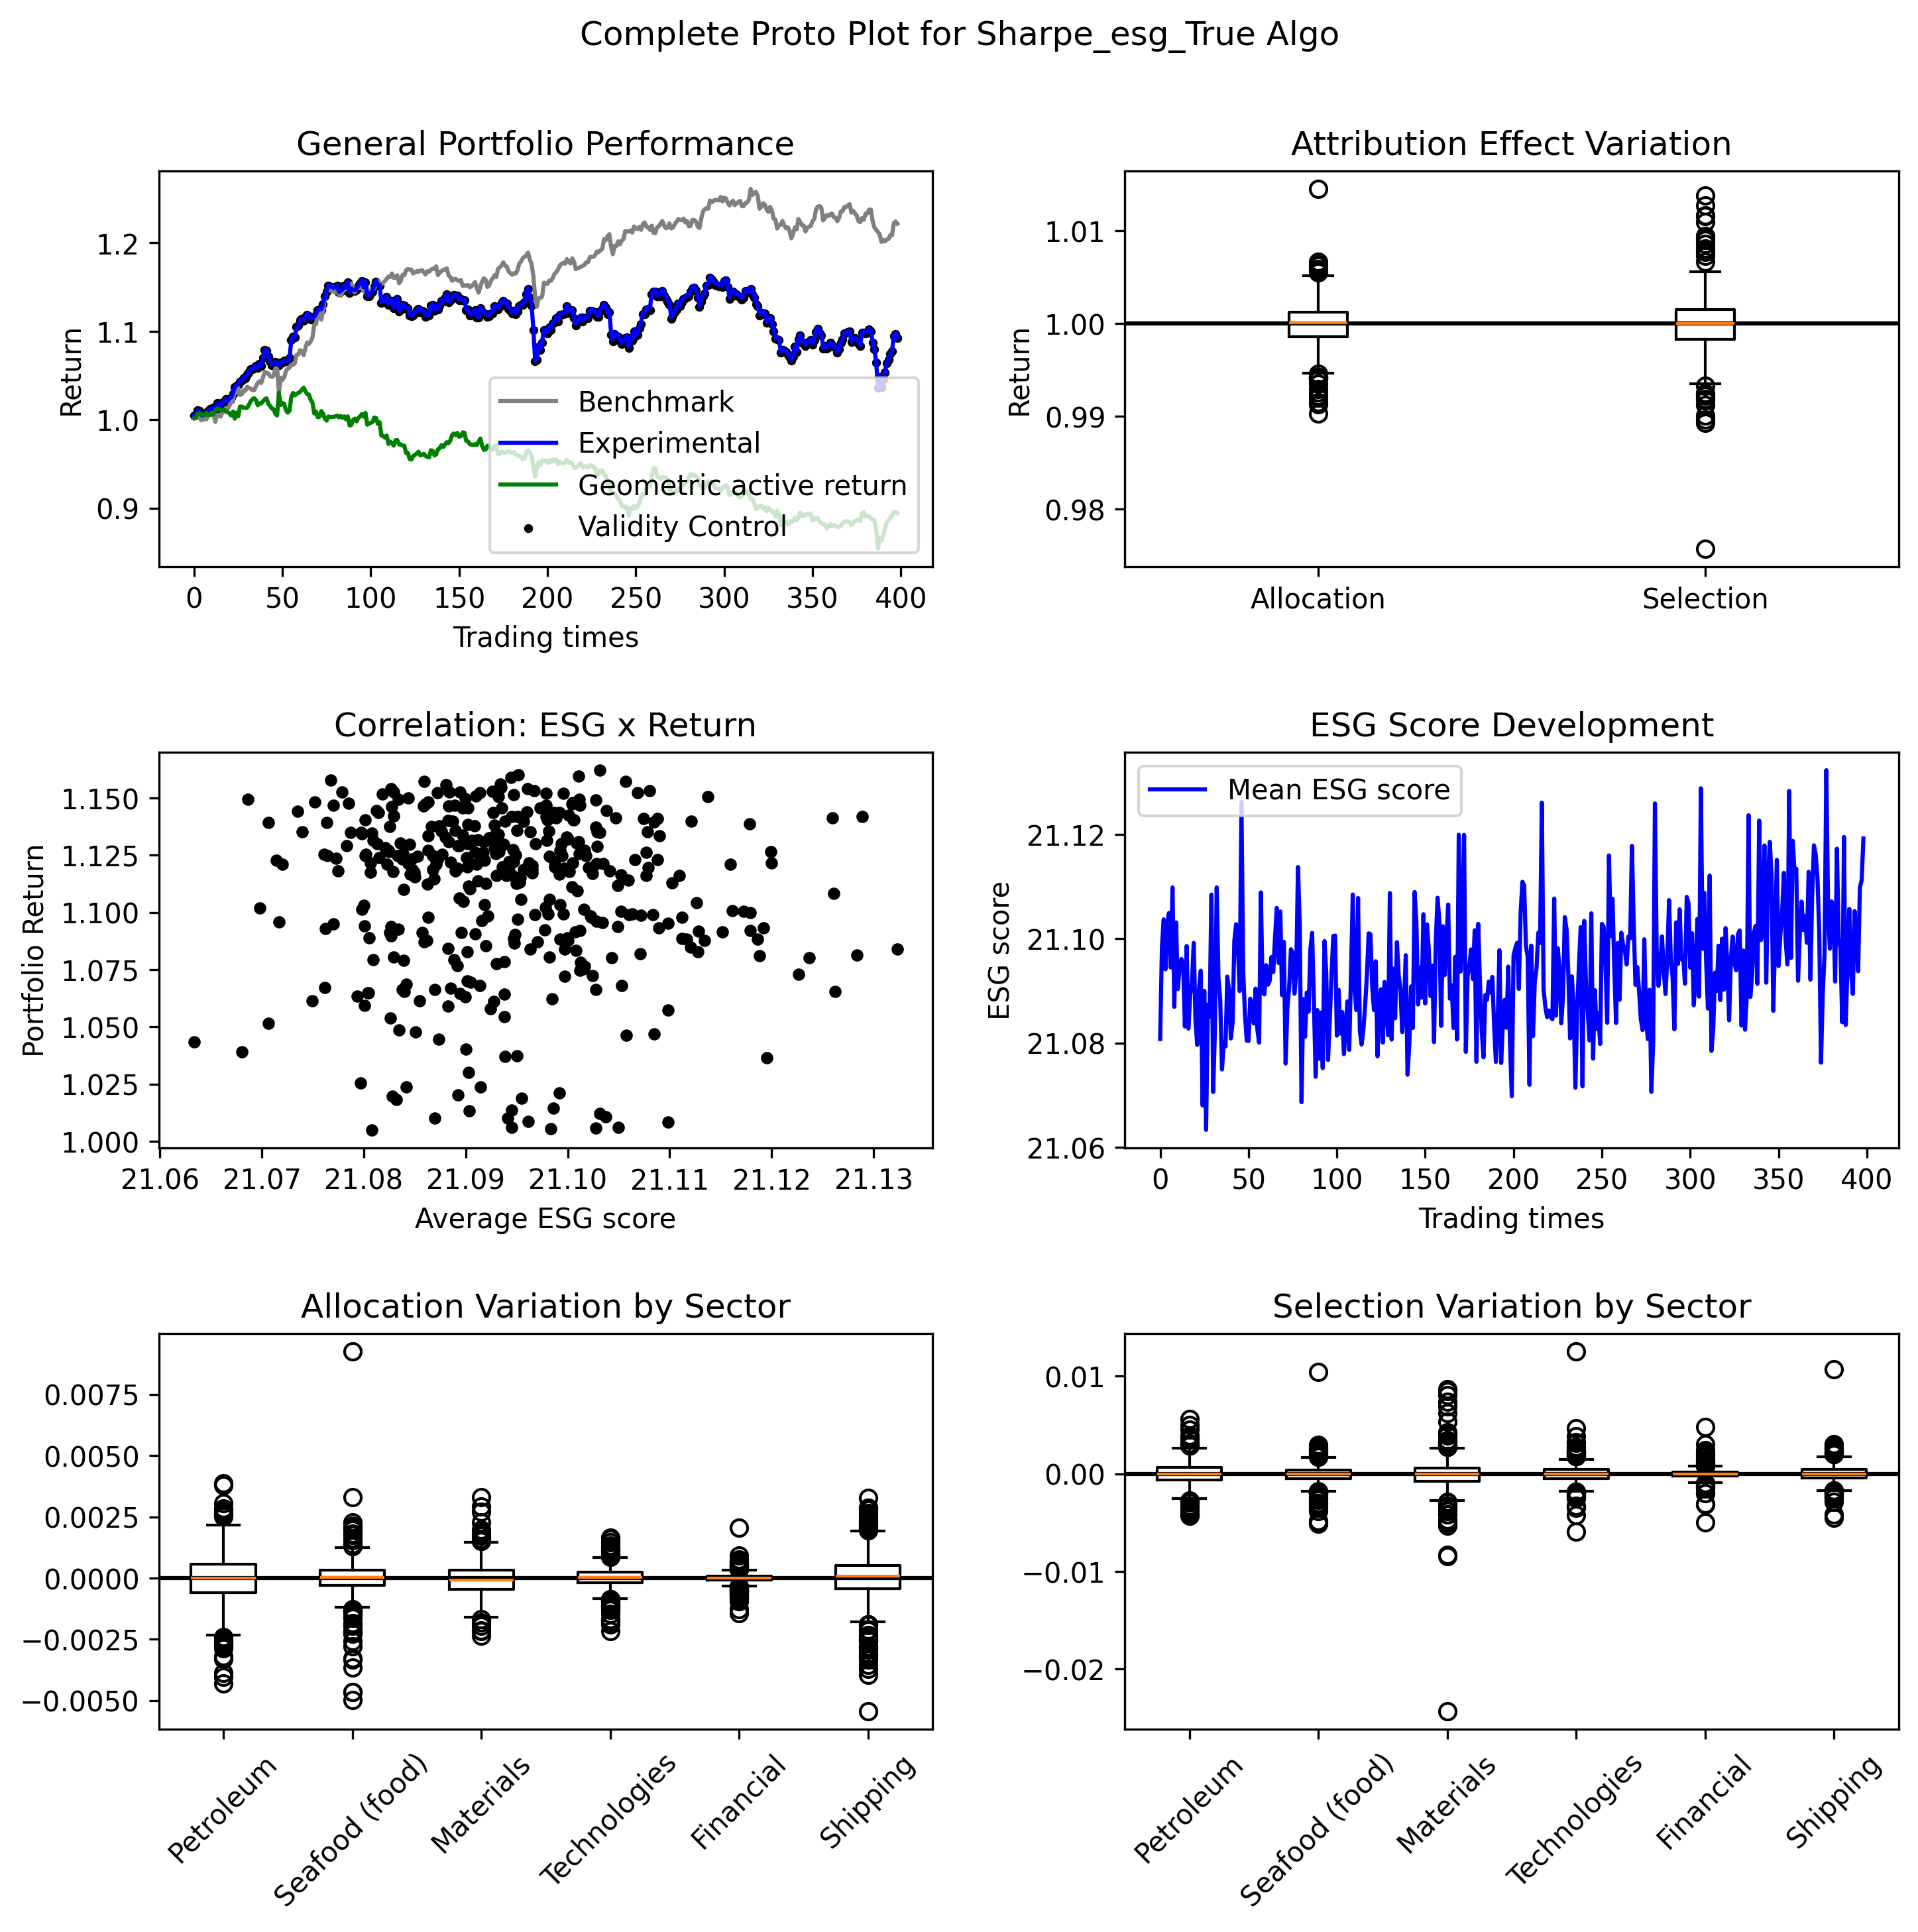 Complete Proto Plot for Sharpe_esg_True Algo
General Portfolio Performance
Return
1.2
1.1
1.0
0.9
Benchmark
Experimental
Geometric active return
Validity Control
0 50 100 150 200 250 300 350 400
Trading times
Attribution Effect Variation
Return
1.01
1.00
0.99
0.98
Allocation Selection
Correlation: ESG x Return
Portfolio Return
1.150
1.125
1.100
1.075
1.050
1.025
1.000
21.06 21.07 21.08 21.09 21.10 21.11 21.12 21.13
Average ESG score
ESG Score Development
ESG score
Mean ESG score
21.12
21.10
21.08
21.06
0 50 100 150 200 250 300 350 400
Trading times
Allocation Variation by Sector
0.0075
0.0050
0.0025
0.0000
−0.0025
−0.0050
Petroleum
Seafood (food)
Materials
Technologies
Financial
Shipping
Selection Variation by Sector
0.01
0.00
−0.01
−0.02
Petroleum
Seafood (food)
Materials
Technologies
Financial
Shipping